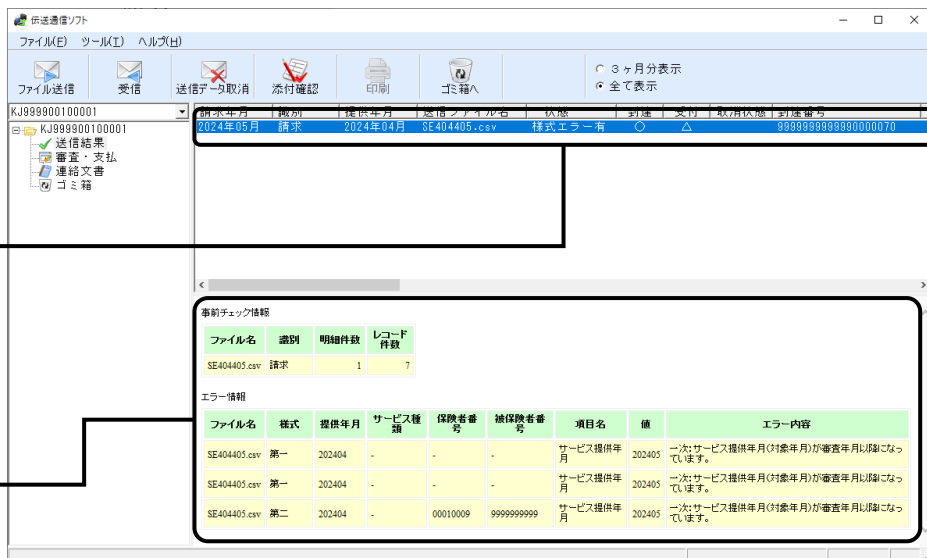 伝送通信ソフト
ファイル(F) ツール(T) ヘルプ(H)
ファイル送信 受信 送信データ取消 添付確認 印刷 ゴミ箱へ
３ヶ月分表示
全て表示
KJ999900100001
KJ999900100001
送信結果
審査・支払
連絡文書
ゴミ箱
請求年月 識別 提供年月 送信ファイル名 状態 到達 受付 取消状態 到達番号
2024年05月 請求 2024年04月 SE404405.csv 様式エラー有 ○ △ 9999999999990000070
事前チェック情報
ファイル名 識別 明細件数 レコード件数
SE404405.csv 請求 1 7
エラー情報
ファイル名 様式 提供年月 サービス種類 保険者番号 被保険者番号 項目名 値 エラー内容
SE404405.csv 第一 202404 - - - サービス提供年月 202405 一次:サービス提供年月(対象年月)が審査年月以降になっています。
SE404405.csv 第一 202404 - - - サービス提供年月 202405 一次:サービス提供年月(対象年月)が審査年月以降になっています。
SE404405.csv 第二 202404 - 00010009 9999999999 サービス提供年月 202405 一次:サービス提供年月(対象年月)が審査年月以降になっています。